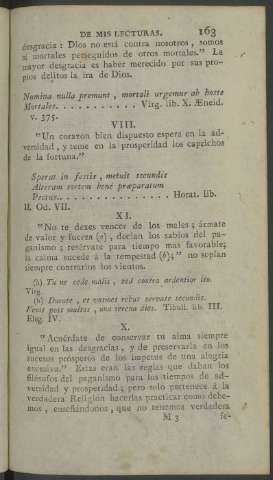 DE MIS LECTURAS. 163
desgracia: Dios no está contra nosotros, somos
si mortales perseguidos de otros mortales." La
mayor desgracia es haber merecido por sus pro-
pios delitos la ira de Dios.
Numina nulla premunt, mortali urgemur ab hoste
Mortales. . . . . . . . . . . Virg. lib. X. Æneid.
v. 375.
VIII.
"Un corazon bien dispuesto espera en la ad-
versidad, y teme en la prosperidad los caprichos
de la fortuna."
Sperat in festis, metuit secundis
Alteram sortem bené præparatum
Pectus. . . . . . . . . . . . . . Horat. lib.
II. Od. VII.
XI.
"No te dexes vencer de los males; ármate
de valor y fuerza (a), decian los sabios del pa-
ganismo; resérvate para tiempo mas favorable;
la calma sucede á la tempestad (b);" no soplan
siempre contrarios los vientos.
(a) Tu ne cede malis, sed contra audentior ito.
Virg.
(b) Durate, et vosmet rebus servate secundis.
Venit post multos, una serena dies. Tibull. lib. III.
Eleg. IV.
X.
"Acuérdate de conservar tu alma siempre
igual en las desgracias, y de preservarla en los
sucesos prósperos de los impetus de una alegría
excesiva." Estas eran las reglas que daban los
filósofos del paganismo para los tiempos de ad-
versidad y prosperidad; pero solo pertenece á la
verdadera Religion hacerlas practicar como debe-
mos, enseñándonos, que no tenemos verdadera
M 3 fe-